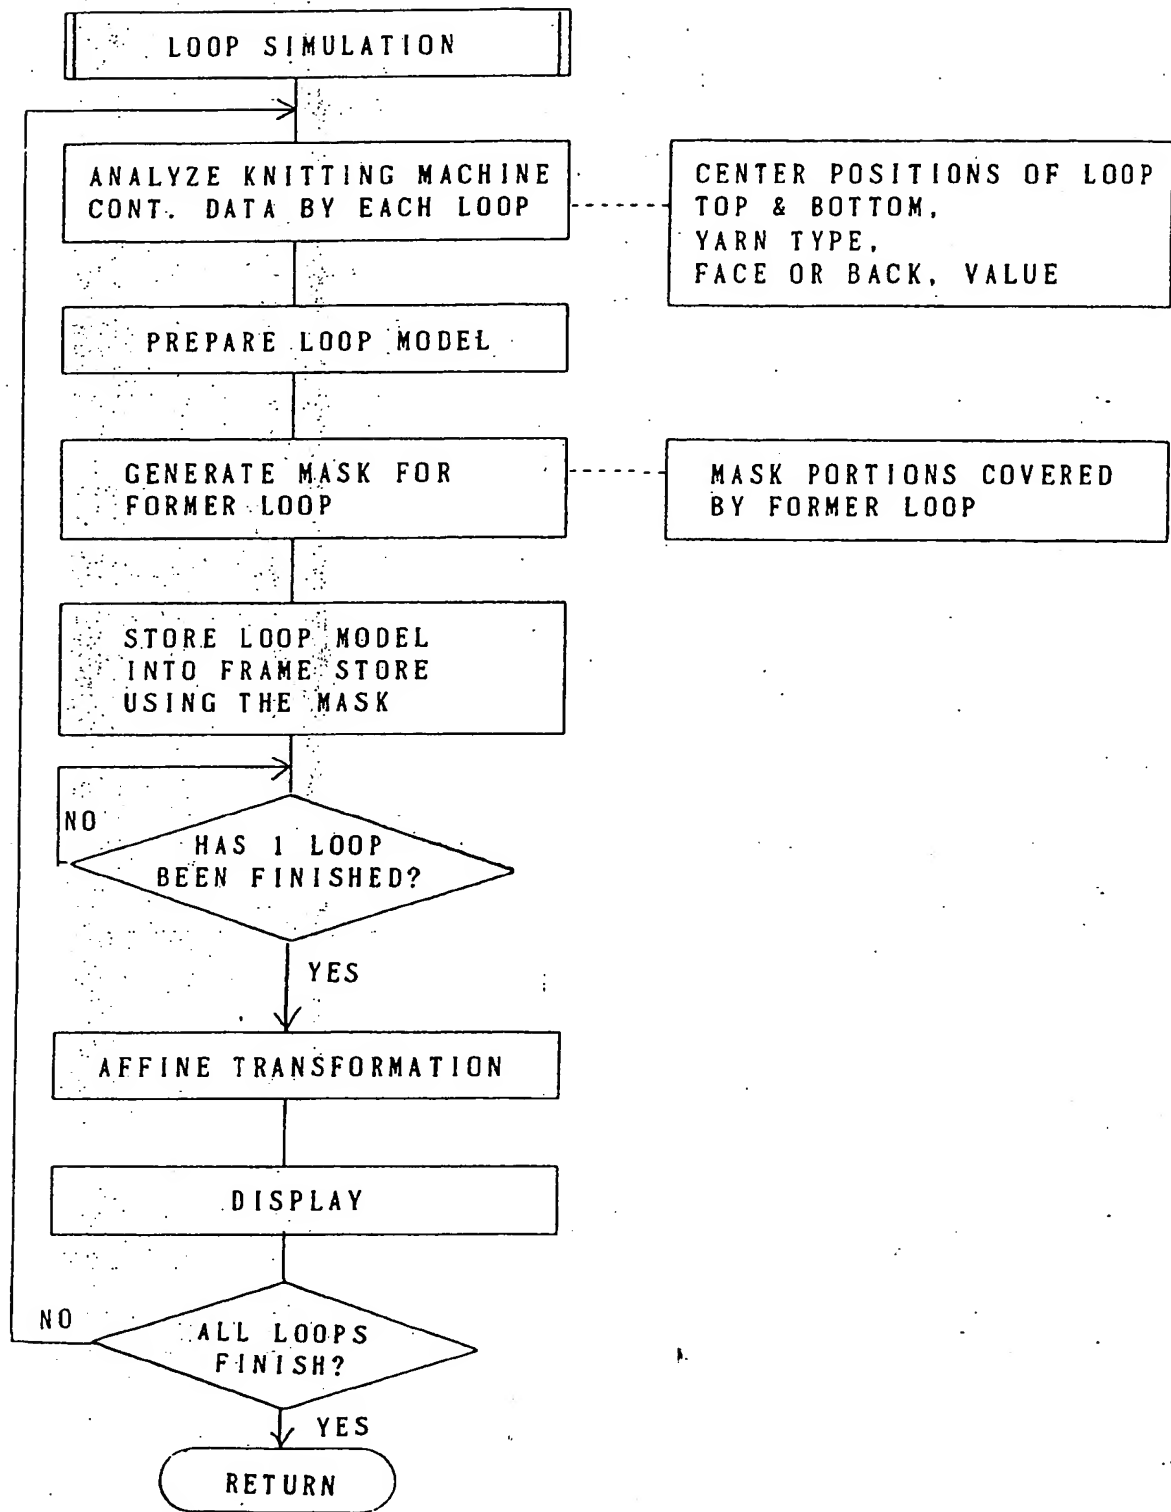 LOOP SIMULATION
ANALYZE KNITTING MACHINE
CONT. DATA BY EACH LOOP
CENTER POSITIONS OF LOOP
TOP & BOTTOM,
YARN TYPE,
FACE OR BACK, VALUE
PREPARE LOOP MODEL
GENERATE MASK FOR
FORMER LOOP
MASK PORTIONS COVERED
BY FORMER LOOP
STORE LOOP MODEL
INTO FRAME STORE
USING THE MASK
NO
HAS 1 LOOP
BEEN FINISHED?
YES
AFFINE TRANSFORMATION
DISPLAY
NO
ALL LOOPS
FINISH?
YES
RETURN